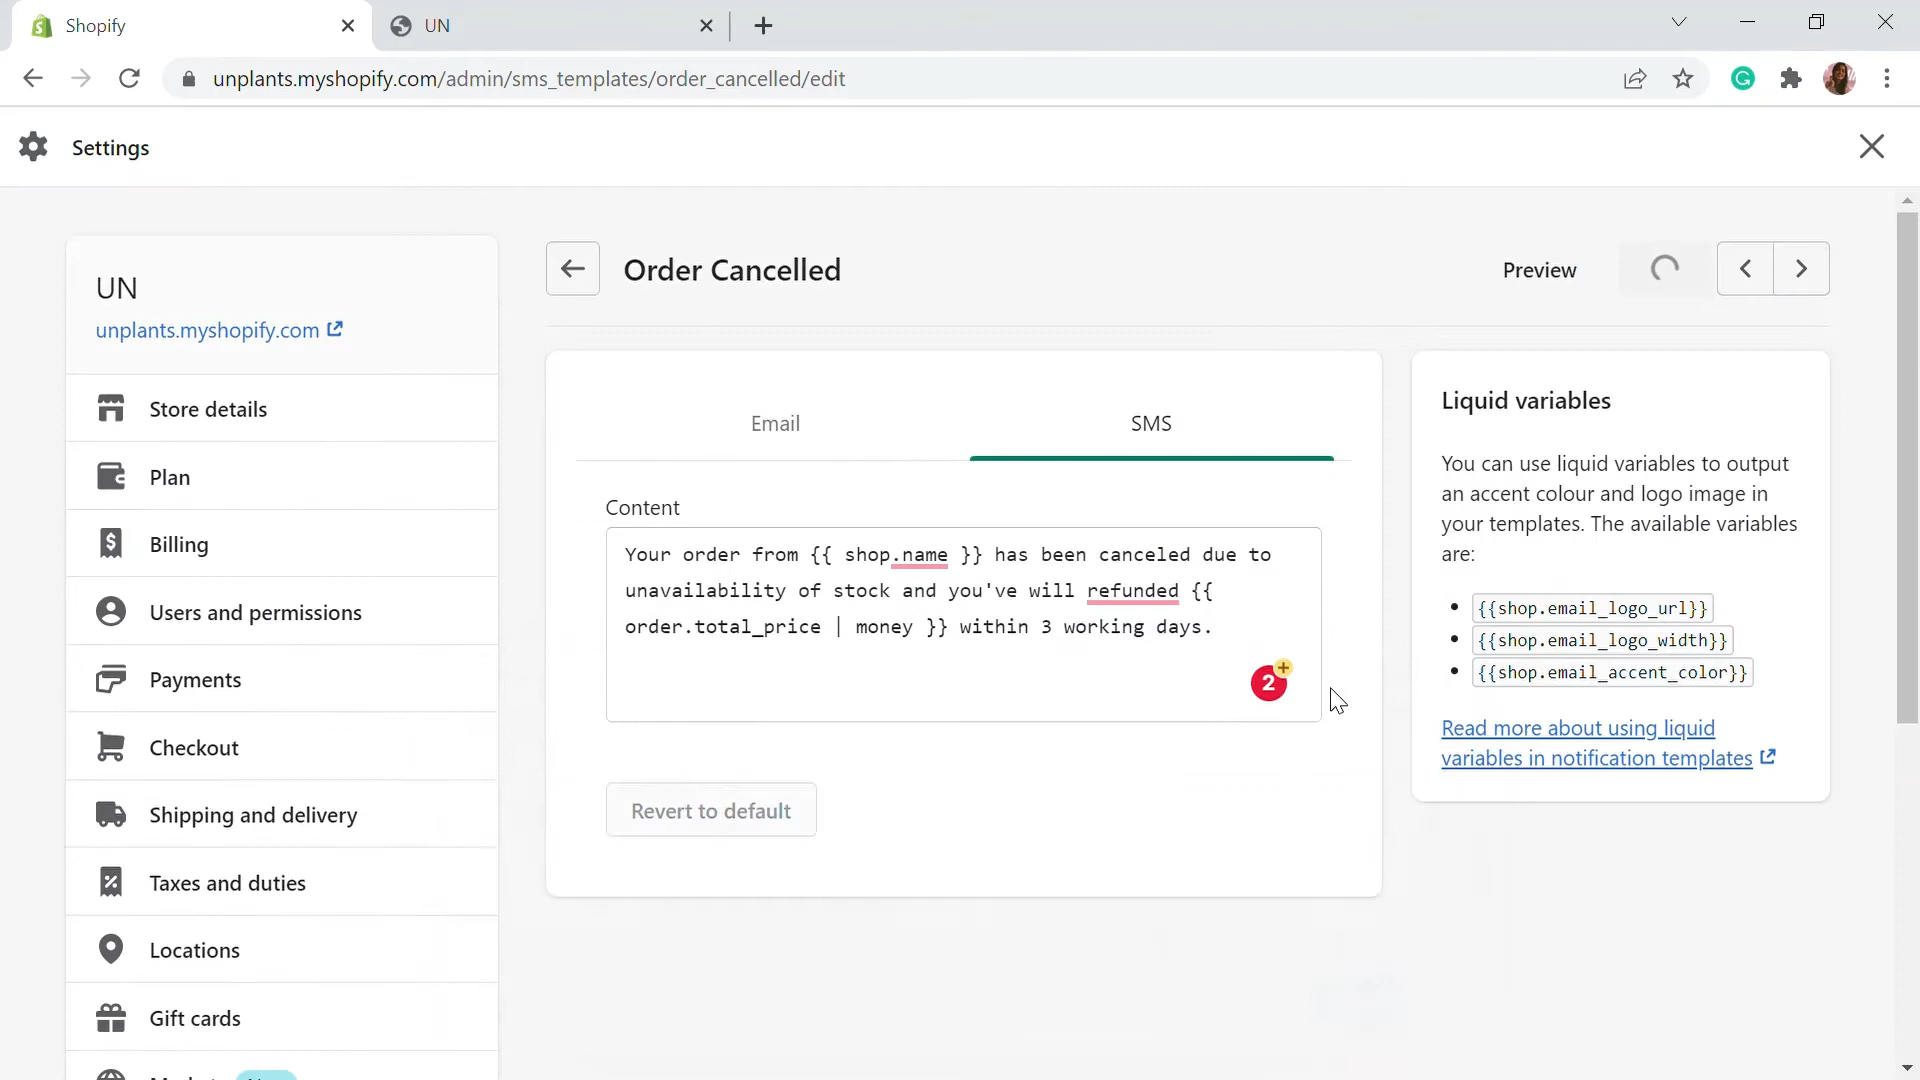 Shopify
UN
unplants.myshopify.com/admin/sms_templates/order_cancelled/edit
Settings
UN
unplants.myshopify.com
Store details
Plan
Billing
Users and permissions
Payments
Checkout
Shipping and delivery
Taxes and duties
Locations
Gift cards
Order Cancelled
Preview
Email
SMS
Content
Your order from {{ shop.name }} has been canceled due to
unavailability of stock and you've will refunded {{
order.total_price | money }} within 3 working days.
2
Revert to default
Liquid variables
You can use liquid variables to output
an accent colour and logo image in
your templates. The available variables
are:
{{shop.email_logo_url}}
{{shop.email_logo_width}}
{{shop.email_accent_color}}
Read more about using liquid
variables in notification templates